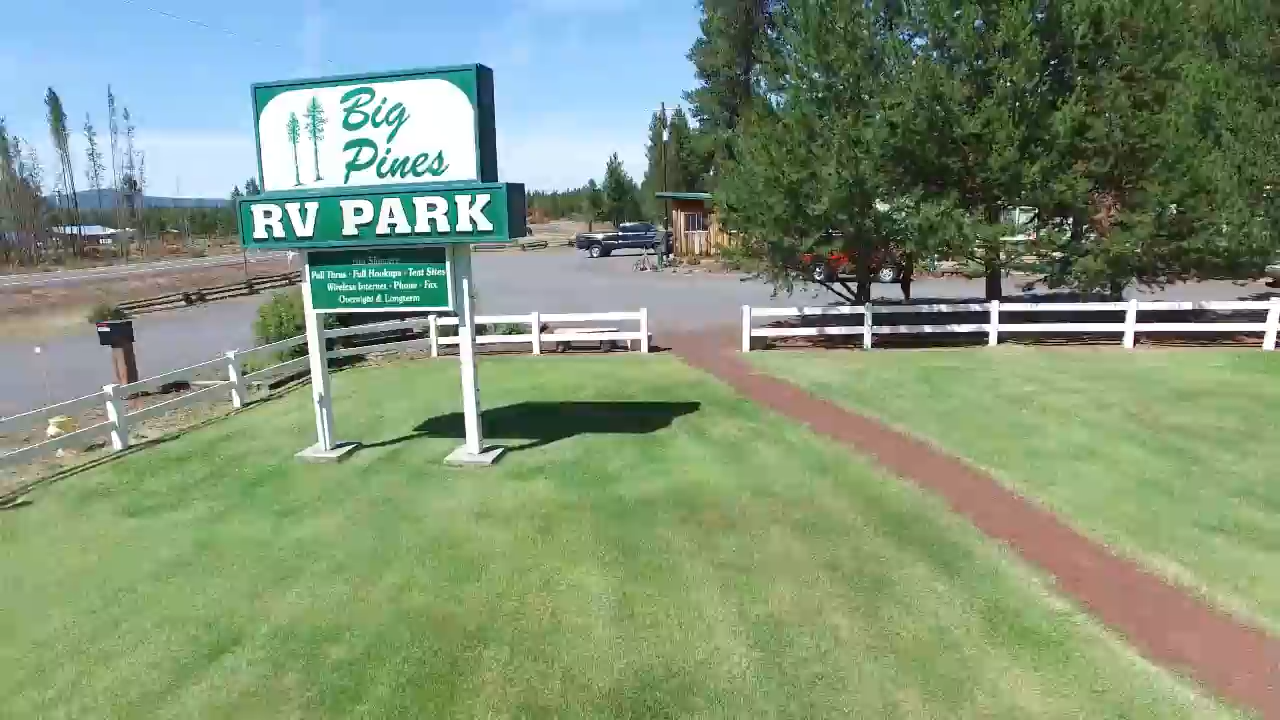 Big
Pines
RV PARK
Pull Thrus - Full Hookups - Tent Sites
Wireless Internet - Phone - Fax
Overnight & Longterm